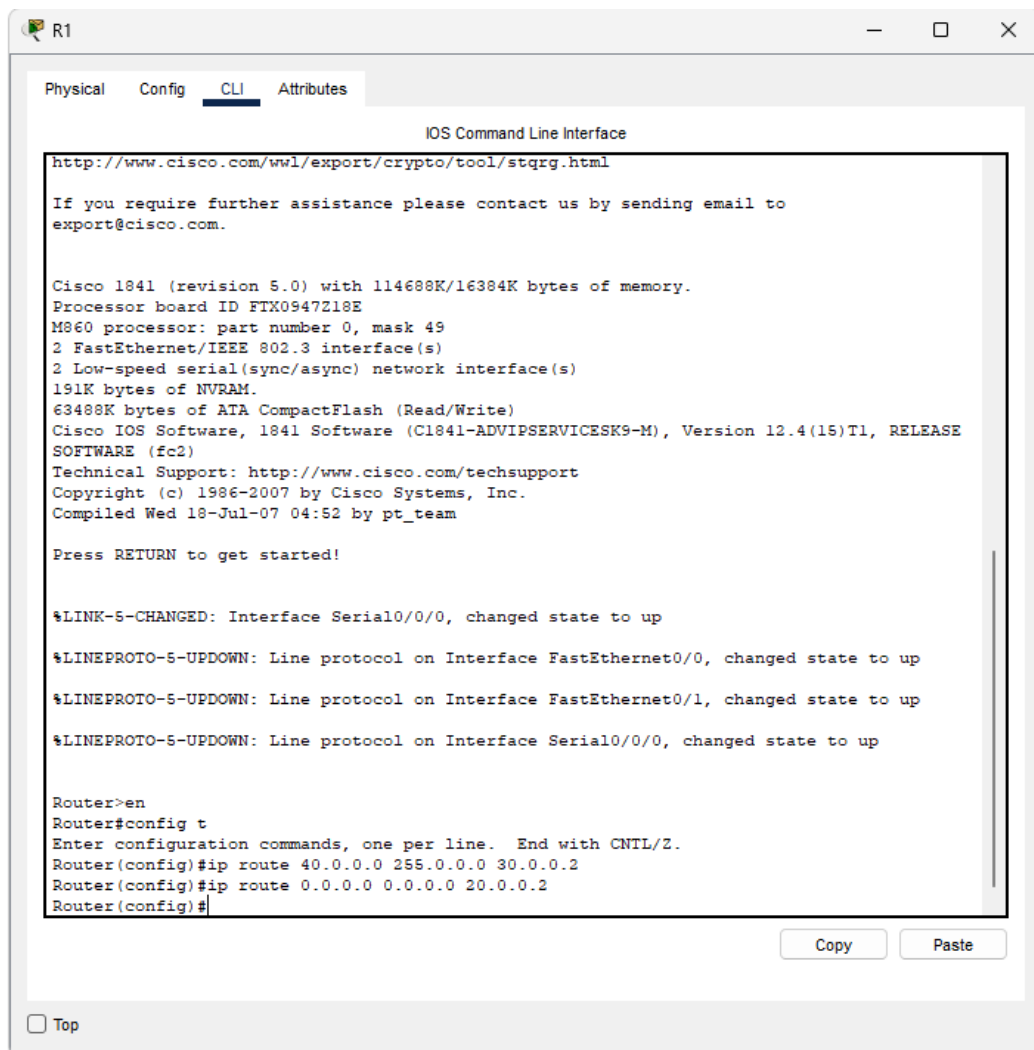 R1
Physical Config CLI Attributes
IOS Command Line Interface
http://www.cisco.com/wwl/export/crypto/tool/stqrg.html
If you require further assistance please contact us by sending email to
export@cisco.com.
Cisco 1841 (revision 5.0) with 114688K/16384K bytes of memory.
Processor board ID FTX0947Z18E
M860 processor: part number 0, mask 49
2 FastEthernet/IEEE 802.3 interface(s)
2 Low-speed serial(sync/async) network interface(s)
191K bytes of NVRAM.
63488K bytes of ATA CompactFlash (Read/Write)
Cisco IOS Software, 1841 Software (C1841-ADVIPSERVICESK9-M), Version 12.4(15)T1, RELEASE
SOFTWARE (fc2)
Technical Support: http://www.cisco.com/techsupport
Copyright (c) 1986-2007 by Cisco Systems, Inc.
Compiled Wed 18-Jul-07 04:52 by pt_team
Press RETURN to get started!
%LINK-5-CHANGED: Interface Serial0/0/0, changed state to up
%LINEPROTO-5-UPDOWN: Line protocol on Interface FastEthernet0/0, changed state to up
%LINEPROTO-5-UPDOWN: Line protocol on Interface FastEthernet0/1, changed state to up
%LINEPROTO-5-UPDOWN: Line protocol on Interface Serial0/0/0, changed state to up
Router>en
Router#config t
Enter configuration commands, one per line.  End with CNTL/Z.
Router(config)#ip route 40.0.0.0 255.0.0.0 30.0.0.2
Router(config)#ip route 0.0.0.0 0.0.0.0 20.0.0.2
Router(config)#
Copy Paste
Top